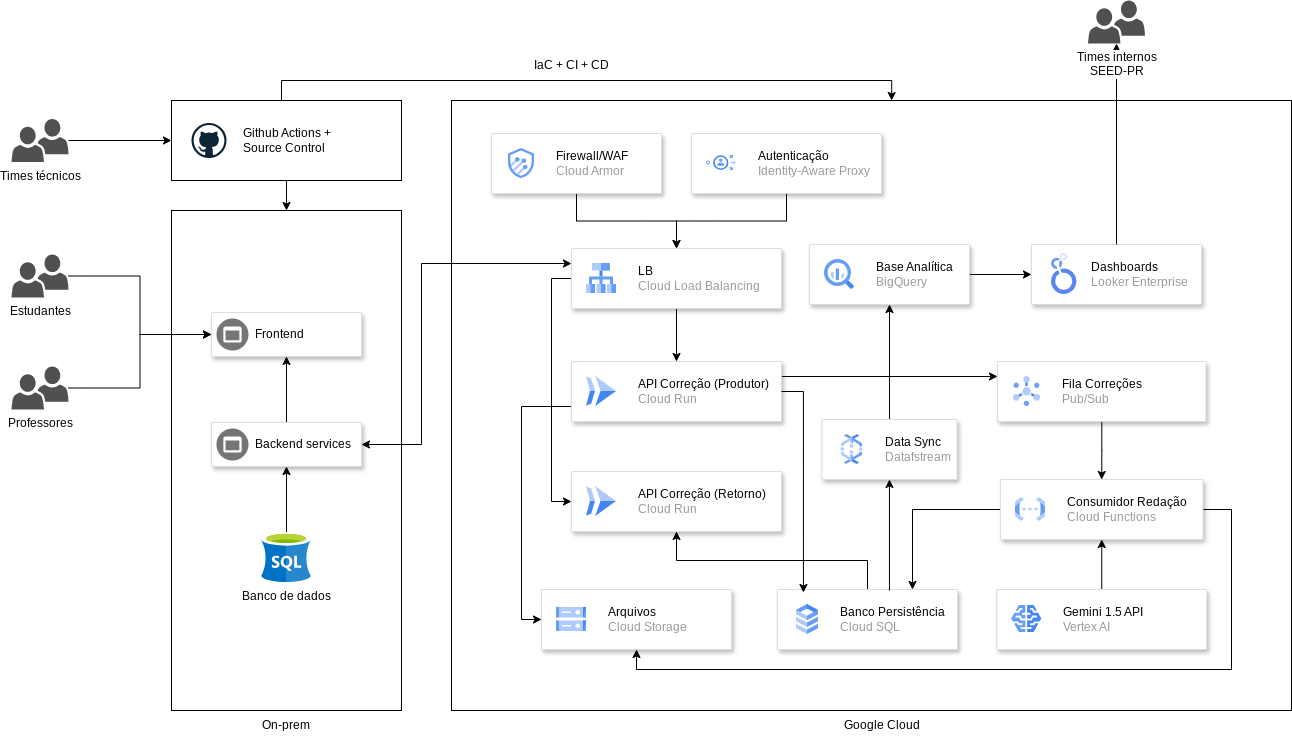 Times internos
SEED-PR
IaC + CI + CD
Github Actions +
Source Control
Times técnicos
Firewall/WAF
Cloud Armor
Autenticação
Identity-Aware Proxy
LB
Cloud Load Balancing
Base Analítica
BigQuery
Dashboards
Looker Enterprise
Estudantes
Frontend
Professores
Backend services
API Correção (Produtor)
Cloud Run
Fila Correções
Pub/Sub
Data Sync
Datafstream
API Correção (Retorno)
Cloud Run
Consumidor Redação
Cloud Functions
SQL
Banco de dados
Arquivos
Cloud Storage
Banco Persistência
Cloud SQL
Gemini 1.5 API
Vertex AI
On-prem
Google Cloud